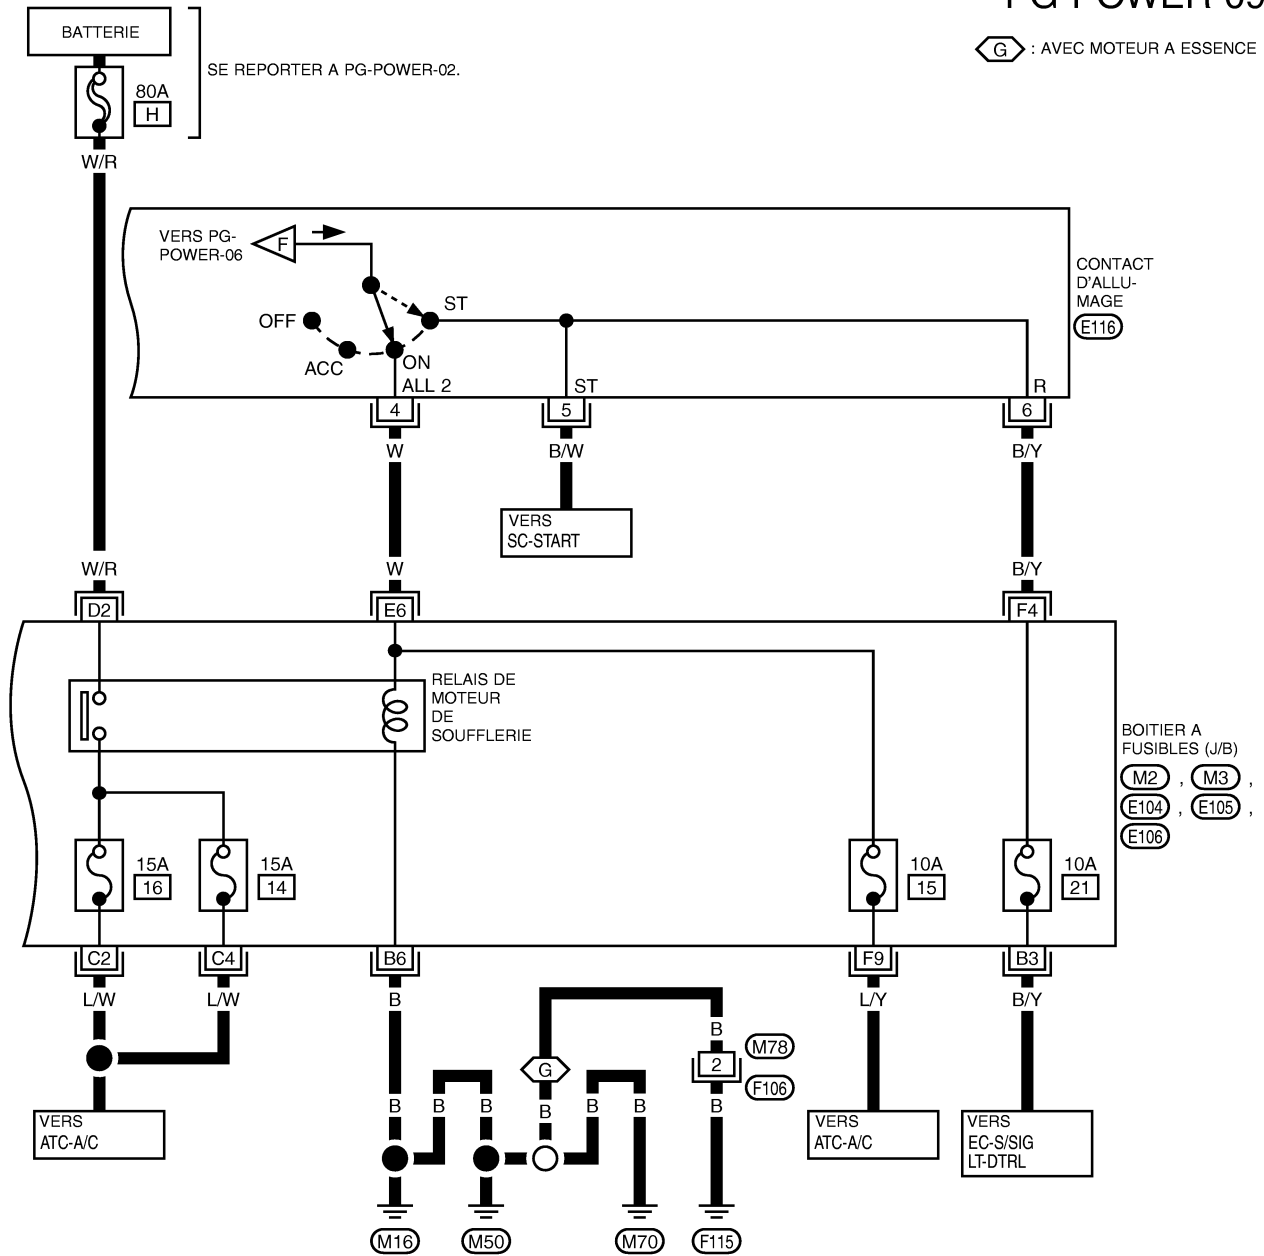 PG-POWER-09
BATTERIE
G : AVEC MOTEUR A ESSENCE
SE REPORTER A PG-POWER-02.
80A
H
W/R
VERS PG-
POWER-06
F
CONTACT
D'ALLU-
MAGE
E116
ST
OFF
ACC
ON
ALL 2
ST
R
4
5
6
W
B/W
B/Y
VERS
SC-START
W/R
W
B/Y
D2
E6
F4
RELAIS DE
MOTEUR
DE
SOUFFLERIE
BOITIER A
FUSIBLES (J/B)
M2 , M3 ,
E104 , E105 ,
E106
15A
16
15A
14
10A
15
10A
21
C2
C4
B6
F9
B3
L/W
L/W
B
L/Y
B/Y
B
M78
2
G
F106
B
B
B
B
B
B
B
VERS
ATC-A/C
VERS
ATC-A/C
VERS
EC-S/SIG
LT-DTRL
M16
M50
M70
F115